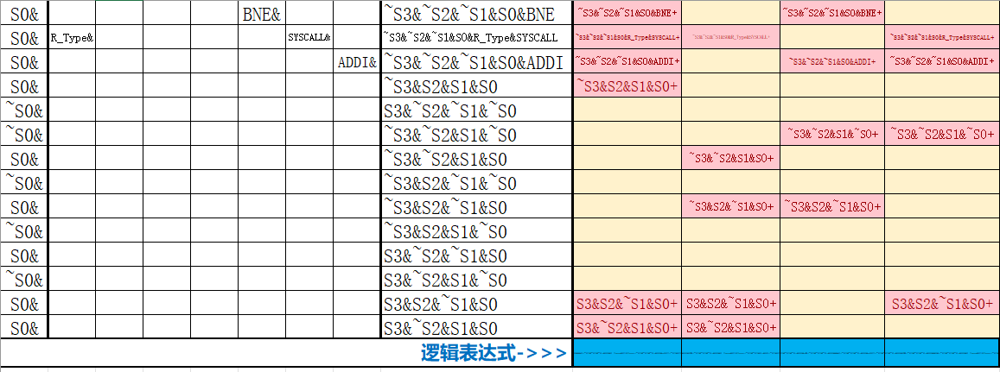 S0& BNE& ~S3&~S2&~S1&S0&BNE ~S3&~S2&~S1&S0&BNE+ ~S3&~S2&~S1&S0&BNE+
S0& R_Type& SYSCALL& ~S3&~S2&~S1&S0&R_Type&SYSCALL ~S3&~S2&~S1&S0&R_Type&SYSCALL+ ~S3&~S2&~S1&S0&R_Type&SYSCALL+ ~S3&~S2&~S1&S0&R_Type&SYSCALL+
S0& ADDI& ~S3&~S2&~S1&S0&ADDI ~S3&~S2&~S1&S0&ADDI+ ~S3&~S2&~S1&S0&ADDI+ ~S3&~S2&~S1&S0&ADDI+
S0& ~S3&S2&S1&S0 ~S3&S2&S1&S0+
~S0& S3&~S2&~S1&~S0
~S0& ~S3&~S2&S1&~S0 ~S3&~S2&S1&~S0+ ~S3&~S2&S1&~S0+
S0& ~S3&~S2&S1&S0 ~S3&~S2&S1&S0+
~S0& ~S3&S2&~S1&~S0
S0& ~S3&S2&~S1&S0 ~S3&S2&~S1&S0+ ~S3&S2&~S1&S0+
~S0& ~S3&S2&S1&~S0
S0& S3&~S2&~S1&S0
~S0& S3&~S2&S1&~S0
S0& S3&S2&~S1&S0 S3&S2&~S1&S0+ S3&S2&~S1&S0+ S3&S2&~S1&S0+
S0& S3&~S2&S1&S0 S3&~S2&S1&S0+ S3&~S2&S1&S0+
逻辑表达式->>>